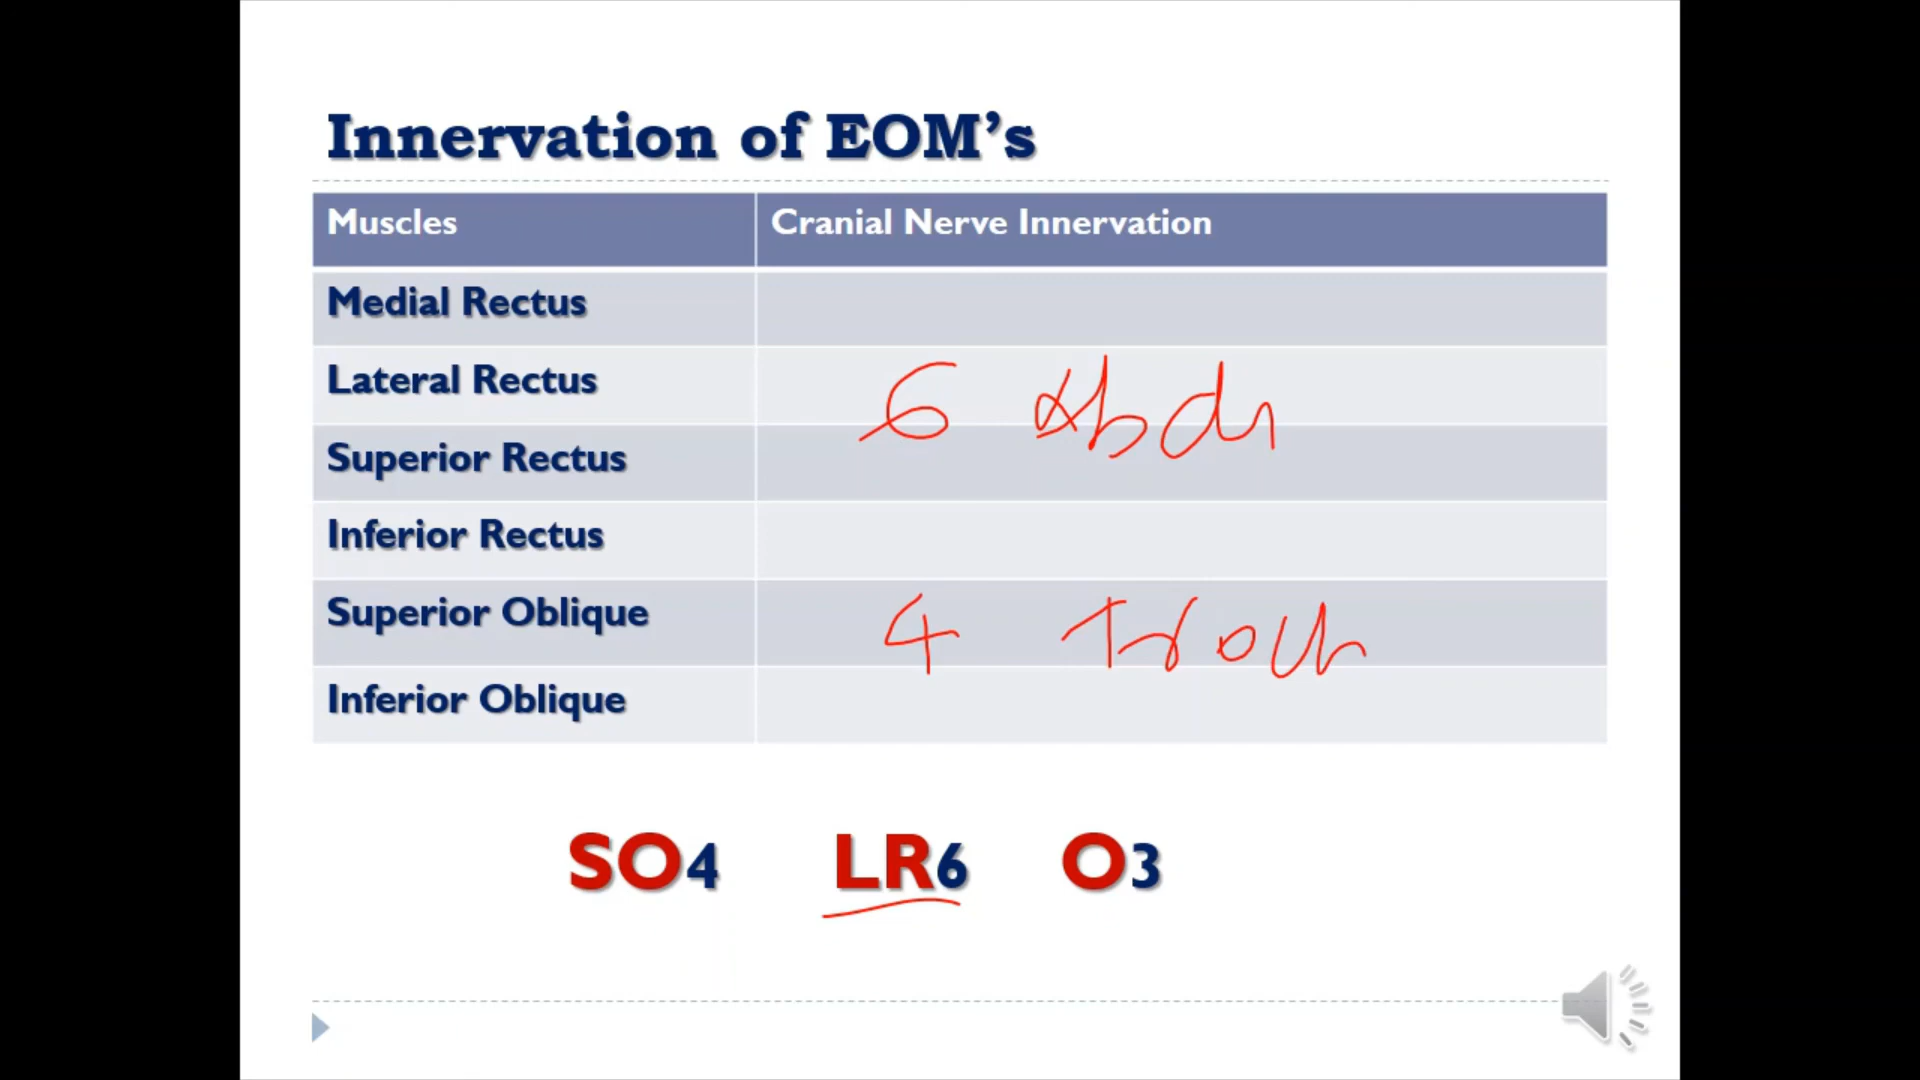 Innervation of EOM's
Muscles Cranial Nerve Innervation
Medial Rectus
Lateral Rectus 6 Abdu
Superior Rectus
Inferior Rectus
Superior Oblique 4 Troch
Inferior Oblique
SO4 LR6 O3